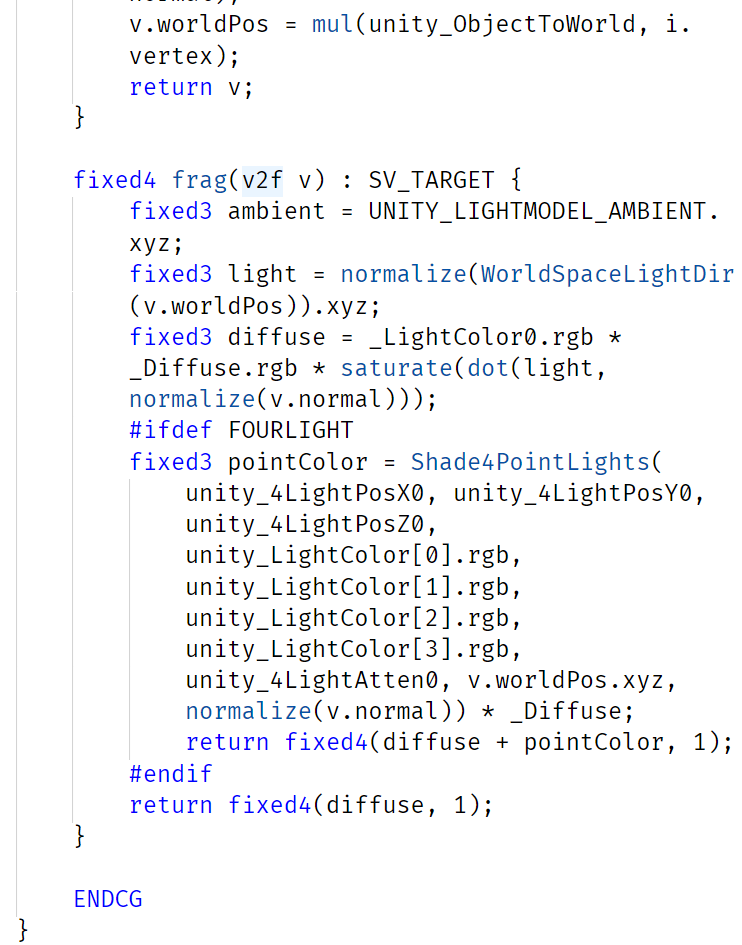 v.worldPos = mul(unity_ObjectToWorld, i.
vertex);
return v;
}
fixed4 frag(v2f v) : SV_TARGET {
fixed3 ambient = UNITY_LIGHTMODEL_AMBIENT.
xyz;
fixed3 light = normalize(WorldSpaceLightDir
(v.worldPos)).xyz;
fixed3 diffuse = _LightColor0.rgb *
_Diffuse.rgb * saturate(dot(light,
normalize(v.normal)));
#ifdef FOURLIGHT
fixed3 pointColor = Shade4PointLights(
unity_4LightPosX0, unity_4LightPosY0,
unity_4LightPosZ0,
unity_LightColor[0].rgb,
unity_LightColor[1].rgb,
unity_LightColor[2].rgb,
unity_LightColor[3].rgb,
unity_4LightAtten0, v.worldPos.xyz,
normalize(v.normal)) * _Diffuse;
return fixed4(diffuse + pointColor, 1);
#endif
return fixed4(diffuse, 1);
}
ENDCG
}